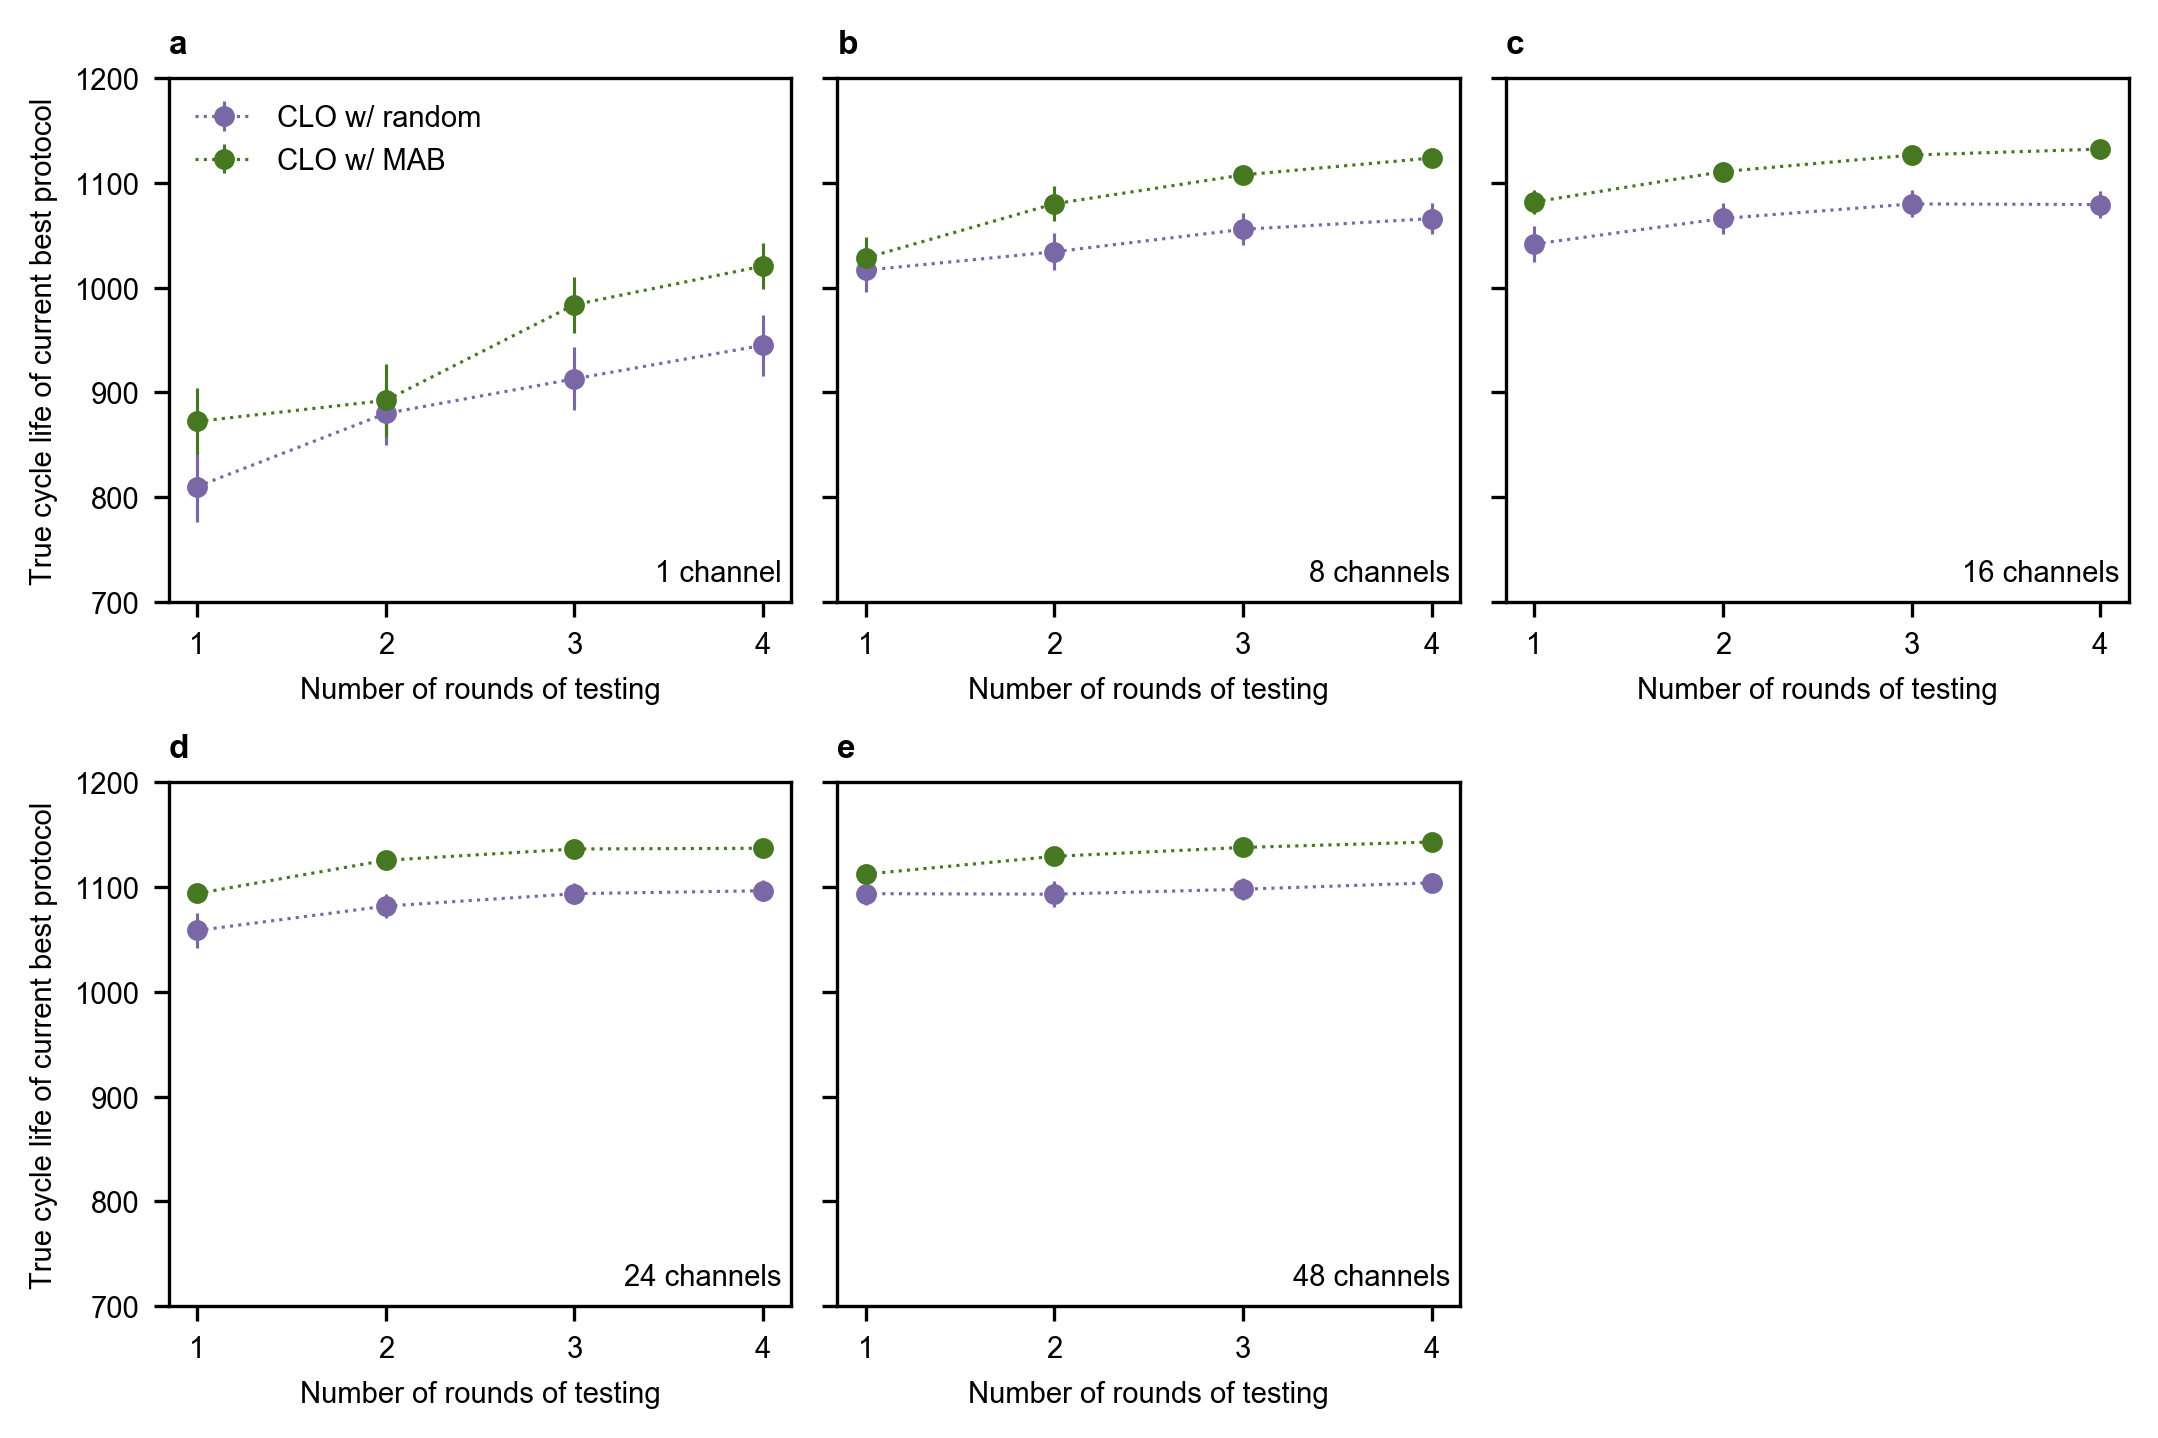 a
1200
1100
1000
900
800
700
True cycle life of current best protocol
CLO w/ random
CLO w/ MAB
1 channel
1 2 3 4
Number of rounds of testing
b
8 channels
1 2 3 4
Number of rounds of testing
c
16 channels
1 2 3 4
Number of rounds of testing
d
1200
1100
1000
900
800
700
True cycle life of current best protocol
24 channels
1 2 3 4
Number of rounds of testing
e
48 channels
1 2 3 4
Number of rounds of testing